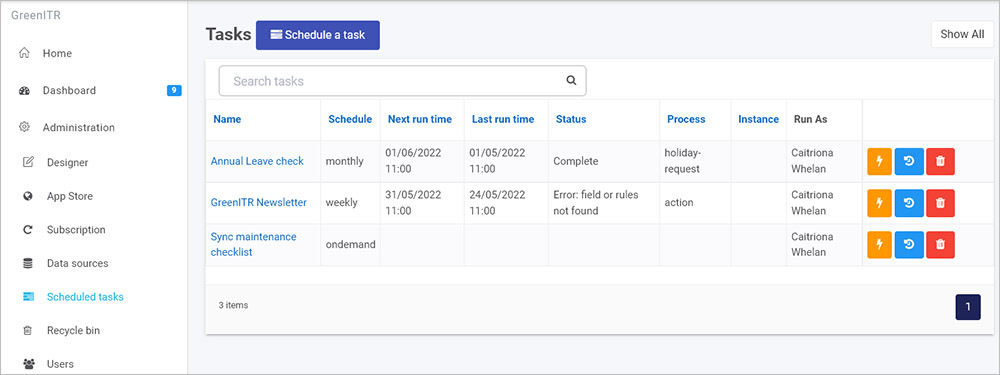 GreenITR
Home
Dashboard 9
Administration
Designer
App Store
Subscription
Data sources
Scheduled tasks
Recycle bin
Users
Tasks Schedule a task Show All
Search tasks
Name Schedule Next run time Last run time Status Process Instance Run As
Annual Leave check monthly 01/06/2022 11:00 01/05/2022 11:00 Complete holiday-request Caitriona Whelan
GreenITR Newsletter weekly 31/05/2022 11:00 24/05/2022 11:00 Error: field or rules not found action Caitriona Whelan
Sync maintenance checklist ondemand Caitriona Whelan
3 items 1